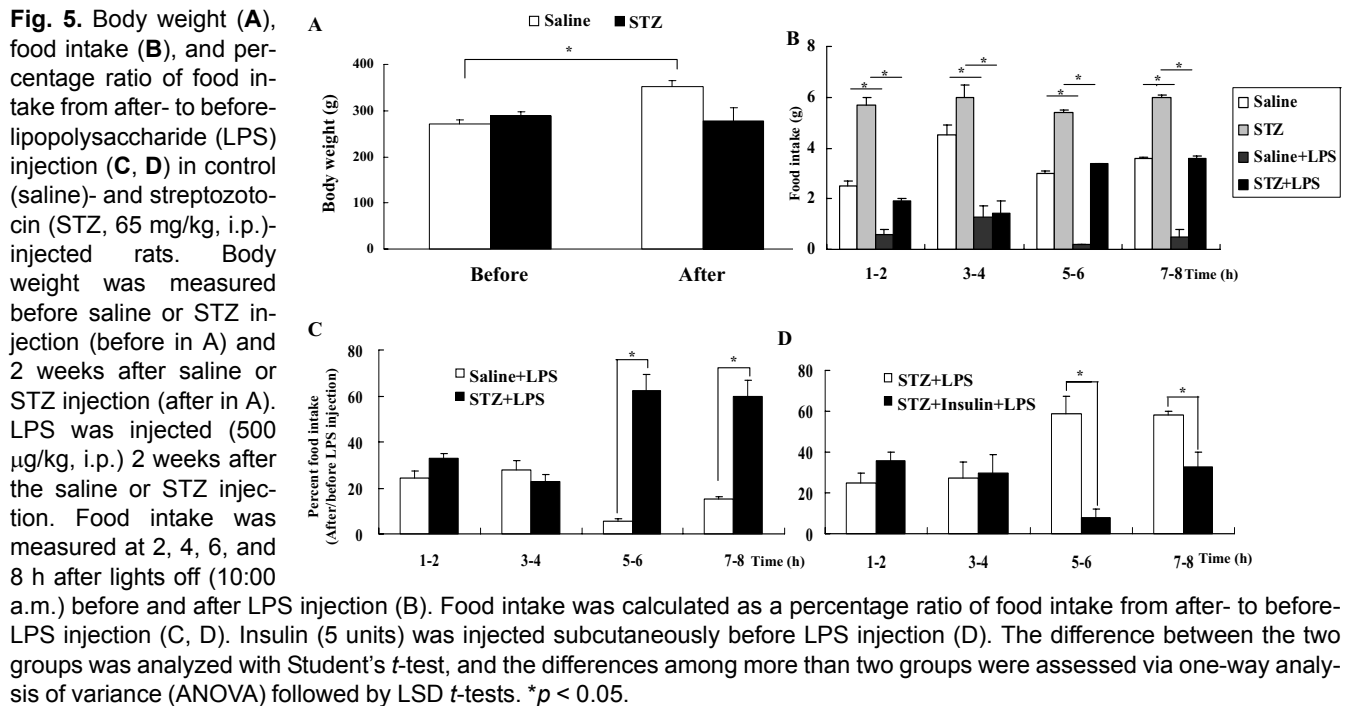 Fig. 5. Body weight (A),
food intake (B), and per-
centage ratio of food in-
take from after- to before-
lipopolysaccharide (LPS)
injection (C, D) in control
(saline)- and streptozoto-
cin (STZ, 65 mg/kg, i.p.)-
injected rats. Body
weight was measured
before saline or STZ in-
jection (before in A) and
2 weeks after saline or
STZ injection (after in A).
LPS was injected (500
µg/kg, i.p.) 2 weeks after
the saline or STZ injec-
tion. Food intake was
measured at 2, 4, 6, and
8 h after lights off (10:00
a.m.) before and after LPS injection (B). Food intake was calculated as a percentage ratio of food intake from after- to before-
LPS injection (C, D). Insulin (5 units) was injected subcutaneously before LPS injection (D). The difference between the two
groups was analyzed with Student's t-test, and the differences among more than two groups were assessed via one-way analy-
sis of variance (ANOVA) followed by LSD t-tests. *p < 0.05.
A
Saline STZ
*
Body weight (g)
400
300
200
100
0
Before After
B
Food intake (g)
8
6
4
2
0
* * * * * * * *
1-2 3-4 5-6 7-8 Time (h)
Saline
STZ
Saline+LPS
STZ+LPS
C
Percent food intake
(After/before LPS injection)
80
60
40
20
0
Saline+LPS
STZ+LPS
* *
1-2 3-4 5-6 7-8 Time (h)
D
80
60
40
20
0
STZ+LPS
STZ+Insulin+LPS
* *
1-2 3-4 5-6 7-8 Time (h)